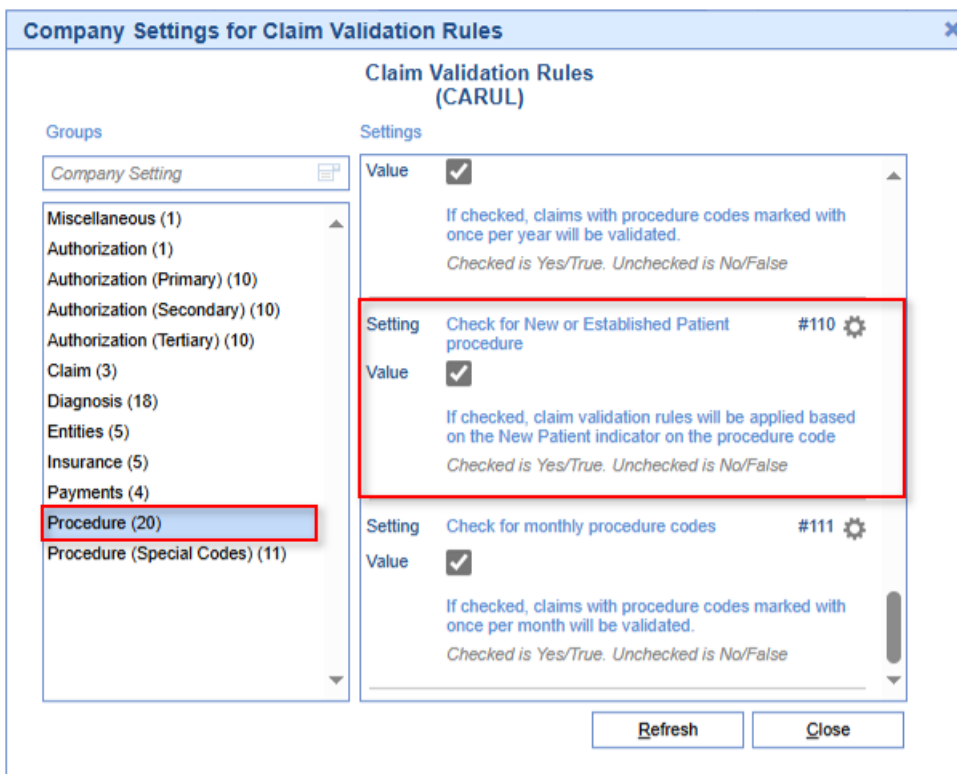 Company Settings for Claim Validation Rules
Claim Validation Rules
(CARUL)
Groups
Settings
Company Setting
Miscellaneous (1)
Authorization (1)
Authorization (Primary) (10)
Authorization (Secondary) (10)
Authorization (Tertiary) (10)
Claim (3)
Diagnosis (18)
Entities (5)
Insurance (5)
Payments (4)
Procedure (20)
Procedure (Special Codes) (11)
Value
If checked, claims with procedure codes marked with
once per year will be validated.
Checked is Yes/True. Unchecked is No/False
Setting Check for New or Established Patient #110
procedure
Value
If checked, claim validation rules will be applied based
on the New Patient indicator on the procedure code
Checked is Yes/True. Unchecked is No/False
Setting Check for monthly procedure codes #111
Value
If checked, claims with procedure codes marked with
once per month will be validated.
Checked is Yes/True. Unchecked is No/False
Refresh Close